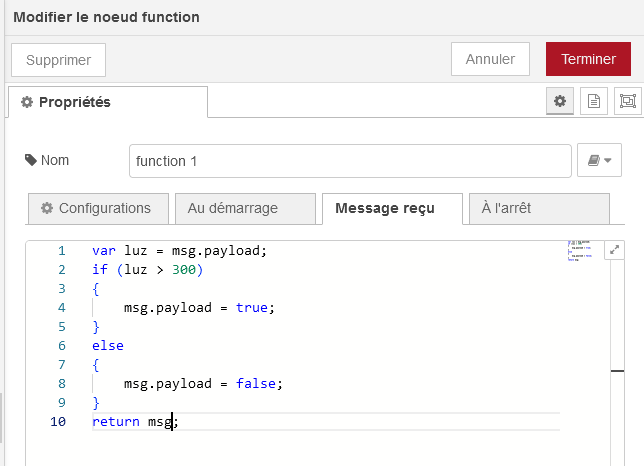 Modifier le noeud function
Supprimer
Annuler
Terminer
Propriétés
Nom
function 1
Configurations
Au démarrage
Message reçu
À l'arrêt
1 var luz = msg.payload;
2 if (luz > 300)
3 {
4 msg.payload = true;
5 }
6 else
7 {
8 msg.payload = false;
9 }
10 return msg;